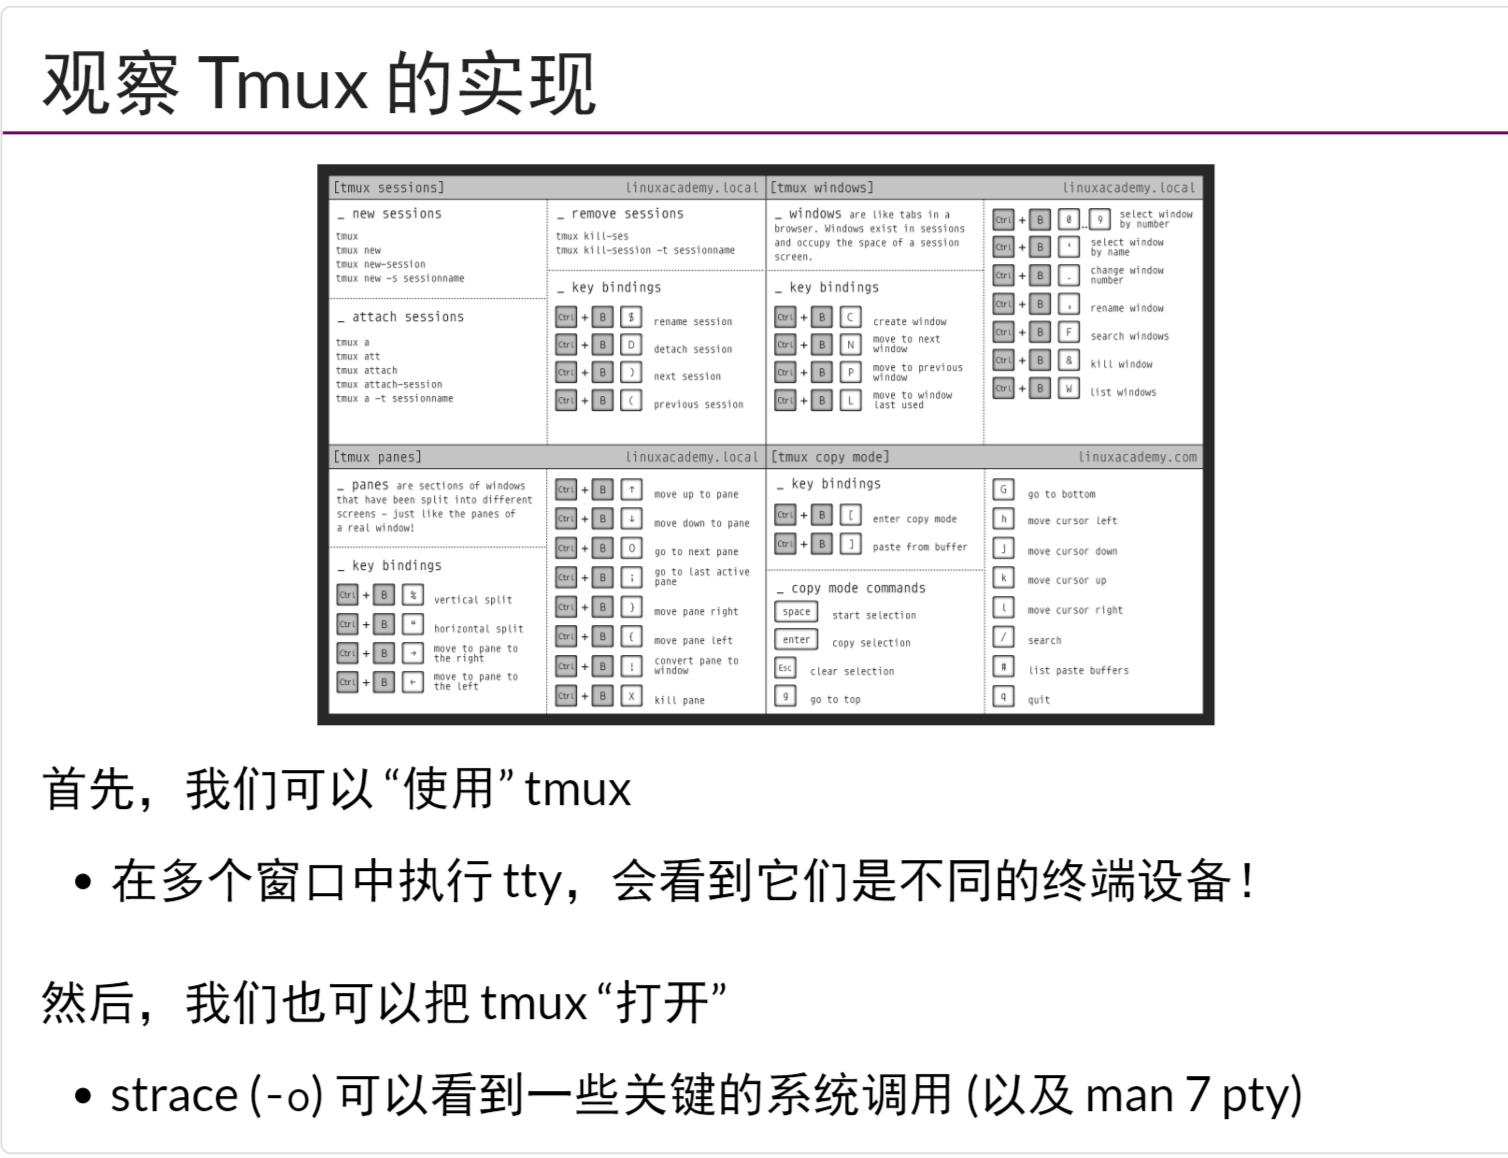 观察 Tmux 的实现
[tmux sessions] linuxacademy.local
_ new sessions
tmux
tmux new
tmux new-session
tmux new -s sessionname
_ attach sessions
tmux a
tmux att
tmux attach
tmux attach-session
tmux a -t sessionname
_ remove sessions
tmux kill-ses
tmux kill-session -t sessionname
_ key bindings
Ctrl + B $ rename session
Ctrl + B D detach session
Ctrl + B ) next session
Ctrl + B ( previous session
[tmux windows] linuxacademy.local
_ windows are like tabs in a
browser. Windows exist in sessions
and occupy the space of a session
screen.
_ key bindings
Ctrl + B C create window
Ctrl + B N move to next
window
Ctrl + B P move to previous
window
Ctrl + B L move to window
last used
Ctrl + B 0 .. 9 select window
by number
Ctrl + B ' select window
by name
Ctrl + B . change window
number
Ctrl + B , rename window
Ctrl + B F search windows
Ctrl + B & kill window
Ctrl + B W list windows
[tmux panes] linuxacademy.local
_ panes are sections of windows
that have been split into different
screens – just like the panes of
a real window!
_ key bindings
Ctrl + B % vertical split
Ctrl + B “ horizontal split
Ctrl + B → move to pane to
the right
Ctrl + B ← move to pane to
the left
Ctrl + B ↑ move up to pane
Ctrl + B ↓ move down to pane
Ctrl + B O go to next pane
Ctrl + B ; go to last active
pane
Ctrl + B } move pane right
Ctrl + B { move pane left
Ctrl + B ! convert pane to
window
Ctrl + B X kill pane
[tmux copy mode] linuxacademy.com
_ key bindings
Ctrl + B [ enter copy mode
Ctrl + B ] paste from buffer
_ copy mode commands
space start selection
enter copy selection
Esc clear selection
g go to top
G go to bottom
h move cursor left
j move cursor down
k move cursor up
l move cursor right
/ search
# list paste buffers
q quit
首先，我们可以 “使用” tmux
• 在多个窗口中执行 tty，会看到它们是不同的终端设备！
然后，我们也可以把 tmux “打开”
• strace (-o) 可以看到一些关键的系统调用 (以及 man 7 pty)